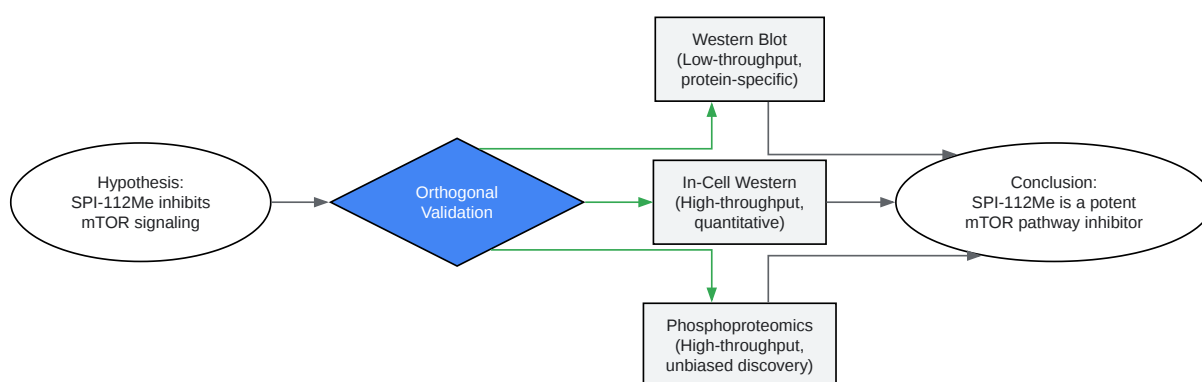 Hypothesis:
SPI-112Me inhibits
mTOR signaling
Orthogonal
Validation
Western Blot
(Low-throughput,
protein-specific)
In-Cell Western
(High-throughput,
quantitative)
Phosphoproteomics
(High-throughput,
unbiased discovery)
Conclusion:
SPI-112Me is a potent
mTOR pathway inhibitor